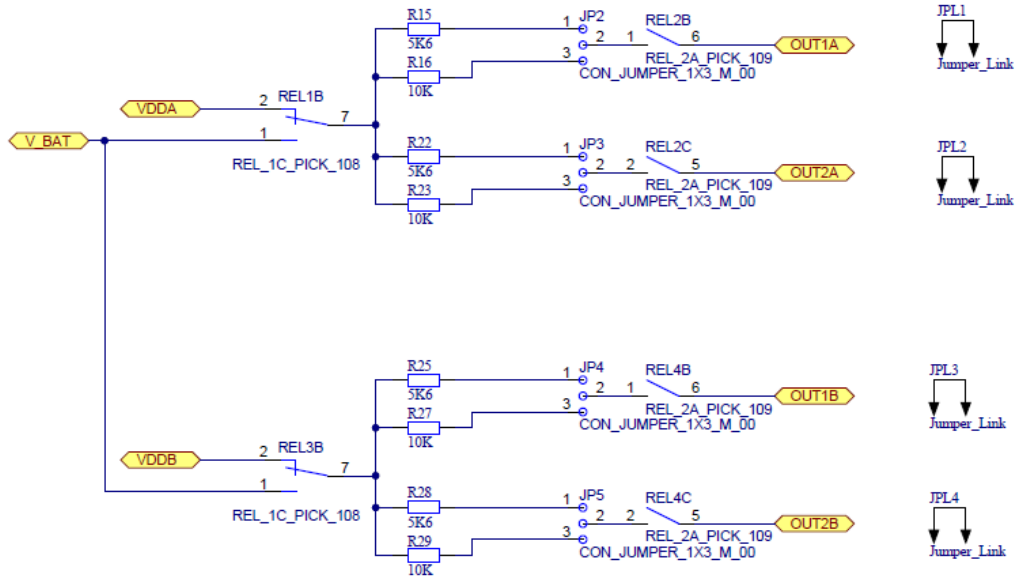 R15
5K6
R16
10K
1
JP2
2
3
CON_JUMPER_1X3_M_00
REL2B
1
6
REL_2A_PICK_109
OUT1A
JPL1
Jumper_Link
VDDA
2
REL1B
7
V_BAT
1
REL_1C_PICK_108
R22
5K6
R23
10K
1
JP3
2
3
CON_JUMPER_1X3_M_00
REL2C
2
5
REL_2A_PICK_109
OUT2A
JPL2
Jumper_Link
R25
5K6
R27
10K
1
JP4
2
3
CON_JUMPER_1X3_M_00
REL4B
1
6
REL_2A_PICK_109
OUT1B
JPL3
Jumper_Link
VDDB
2
REL3B
7
1
REL_1C_PICK_108
R28
5K6
R29
10K
1
JP5
2
3
CON_JUMPER_1X3_M_00
REL4C
2
5
REL_2A_PICK_109
OUT2B
JPL4
Jumper_Link